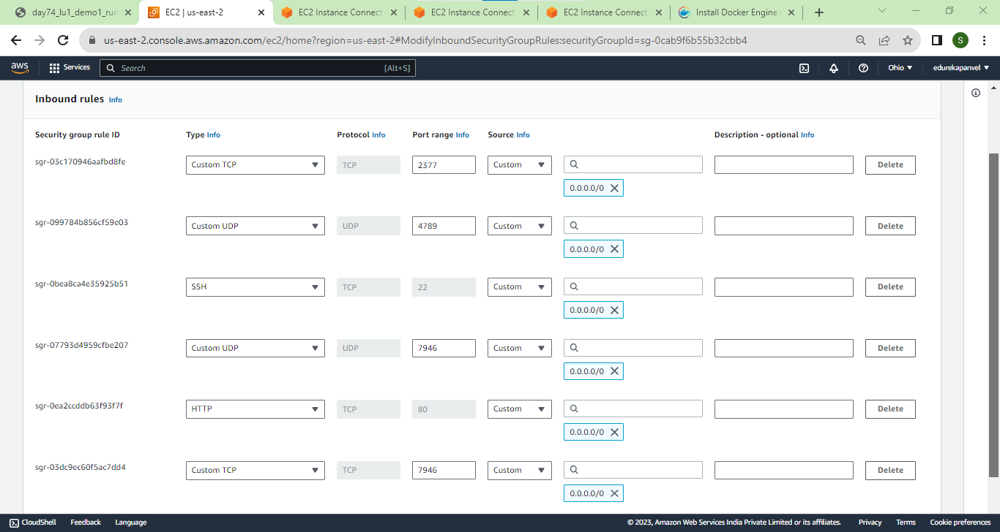 day74_lu1_demo1_run
EC2 | us-east-2
EC2 Instance Connect
EC2 Instance Connect
EC2 Instance Connect
Install Docker Engine
us-east-2.console.aws.amazon.com/ec2/home?region=us-east-2#ModifyInboundSecurityGroupRules:securityGroupId=sg-0cab9f6b55b32cbb4
S
aws
Services
Search
[Alt+S]
Ohio
edurekapanvel
Inbound rules Info
Security group rule ID Type Info Protocol Info Port range Info Source Info Description - optional Info
sgr-03c170946aafbd8fe Custom TCP TCP 2377 Custom Delete
0.0.0.0/0
sgr-099784b856cf59e03 Custom UDP UDP 4789 Custom Delete
0.0.0.0/0
sgr-0bea8ca4e35925b51 SSH TCP 22 Custom Delete
0.0.0.0/0
sgr-07793d4959cfbe207 Custom UDP UDP 7946 Custom Delete
0.0.0.0/0
sgr-0ea2ccddb63f93f7f HTTP TCP 80 Custom Delete
0.0.0.0/0
sgr-03dc9ec60f5ac7dd4 Custom TCP TCP 7946 Custom Delete
0.0.0.0/0
CloudShell Feedback Language © 2023, Amazon Web Services India Private Limited or its affiliates. Privacy Terms Cookie preferences